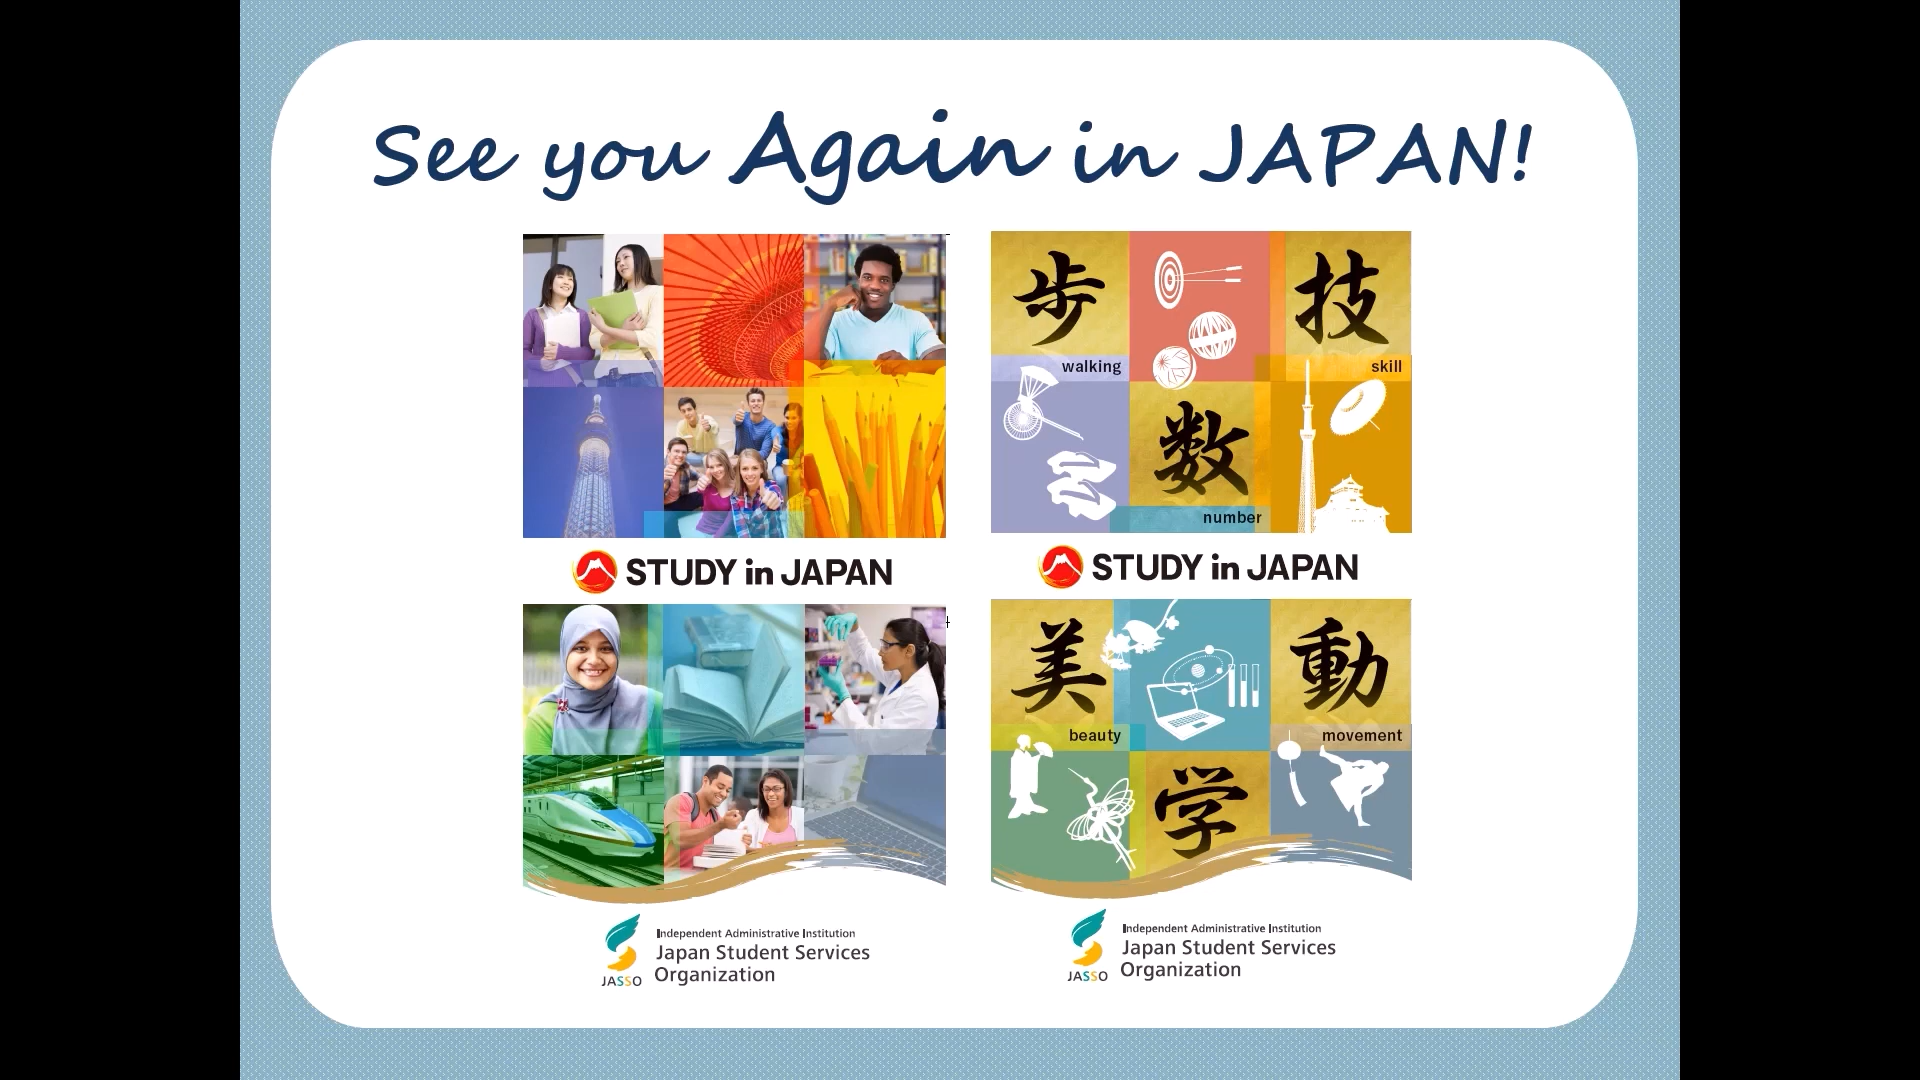 See you Again in JAPAN!
STUDY in JAPAN
JASSO
Independent Administrative Institution
Japan Student Services
Organization
歩
walking
技
skill
数
number
STUDY in JAPAN
美
beauty
動
movement
学
JASSO
Independent Administrative Institution
Japan Student Services
Organization